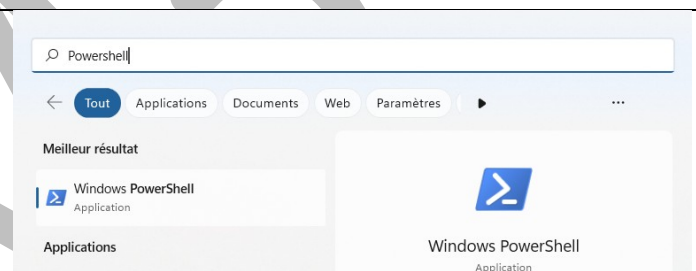 Powershell
Tout Applications Documents Web Paramètres ...
Meilleur résultat
Windows PowerShell
Application
Applications
Windows PowerShell
Application